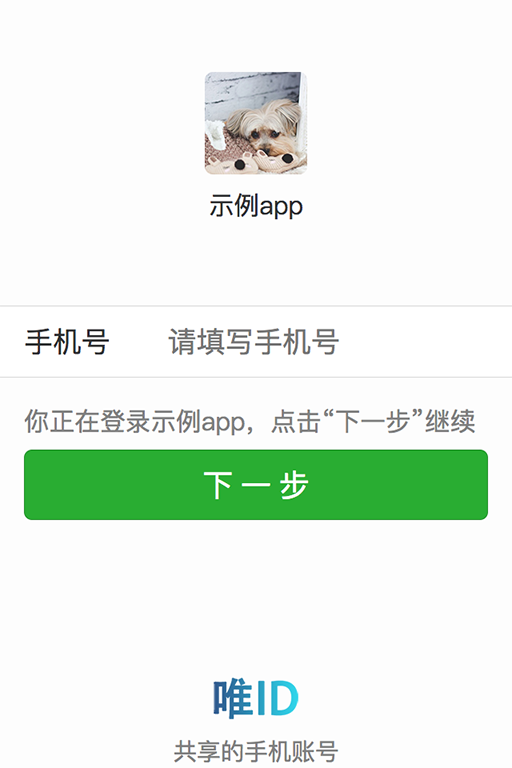 示例app
手机号 请填写手机号
你正在登录示例app，点击“下一步”继续
下一步
唯ID
共享的手机账号